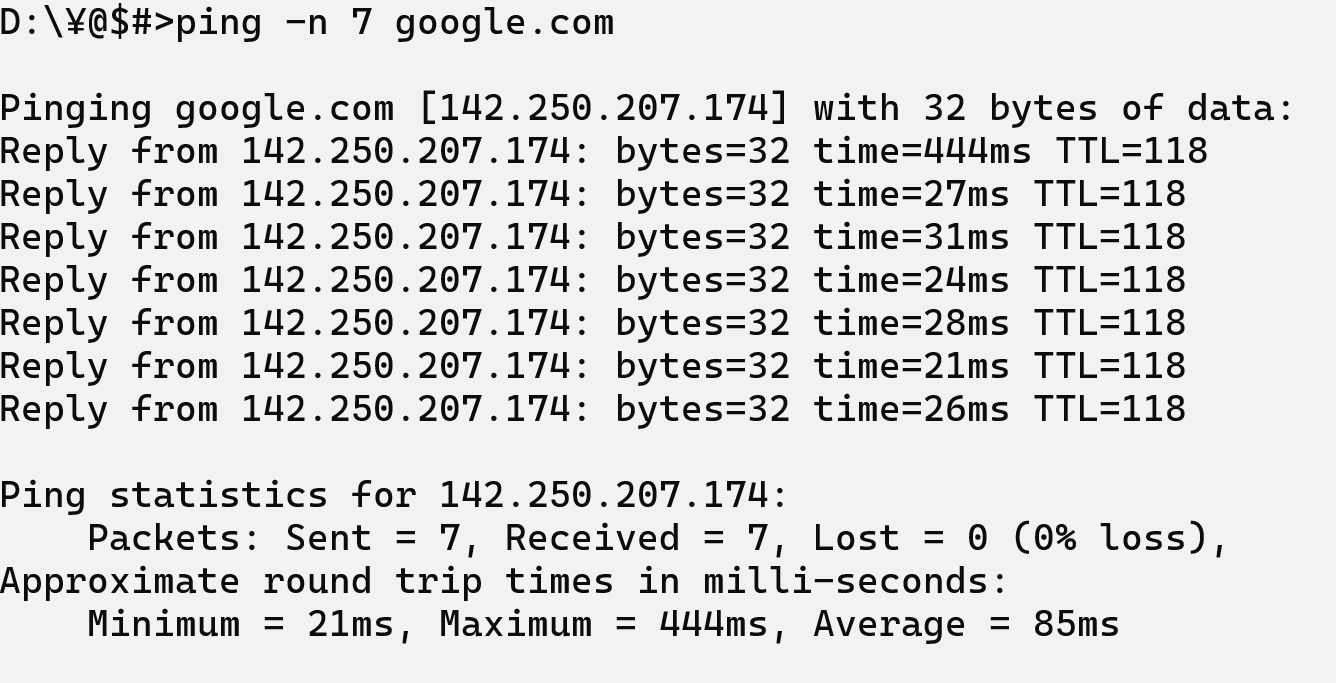 D:\¥@$#>ping -n 7 google.com
Pinging google.com [142.250.207.174] with 32 bytes of data:
Reply from 142.250.207.174: bytes=32 time=444ms TTL=118
Reply from 142.250.207.174: bytes=32 time=27ms TTL=118
Reply from 142.250.207.174: bytes=32 time=31ms TTL=118
Reply from 142.250.207.174: bytes=32 time=24ms TTL=118
Reply from 142.250.207.174: bytes=32 time=28ms TTL=118
Reply from 142.250.207.174: bytes=32 time=21ms TTL=118
Reply from 142.250.207.174: bytes=32 time=26ms TTL=118
Ping statistics for 142.250.207.174:
    Packets: Sent = 7, Received = 7, Lost = 0 (0% loss),
Approximate round trip times in milli-seconds:
    Minimum = 21ms, Maximum = 444ms, Average = 85ms